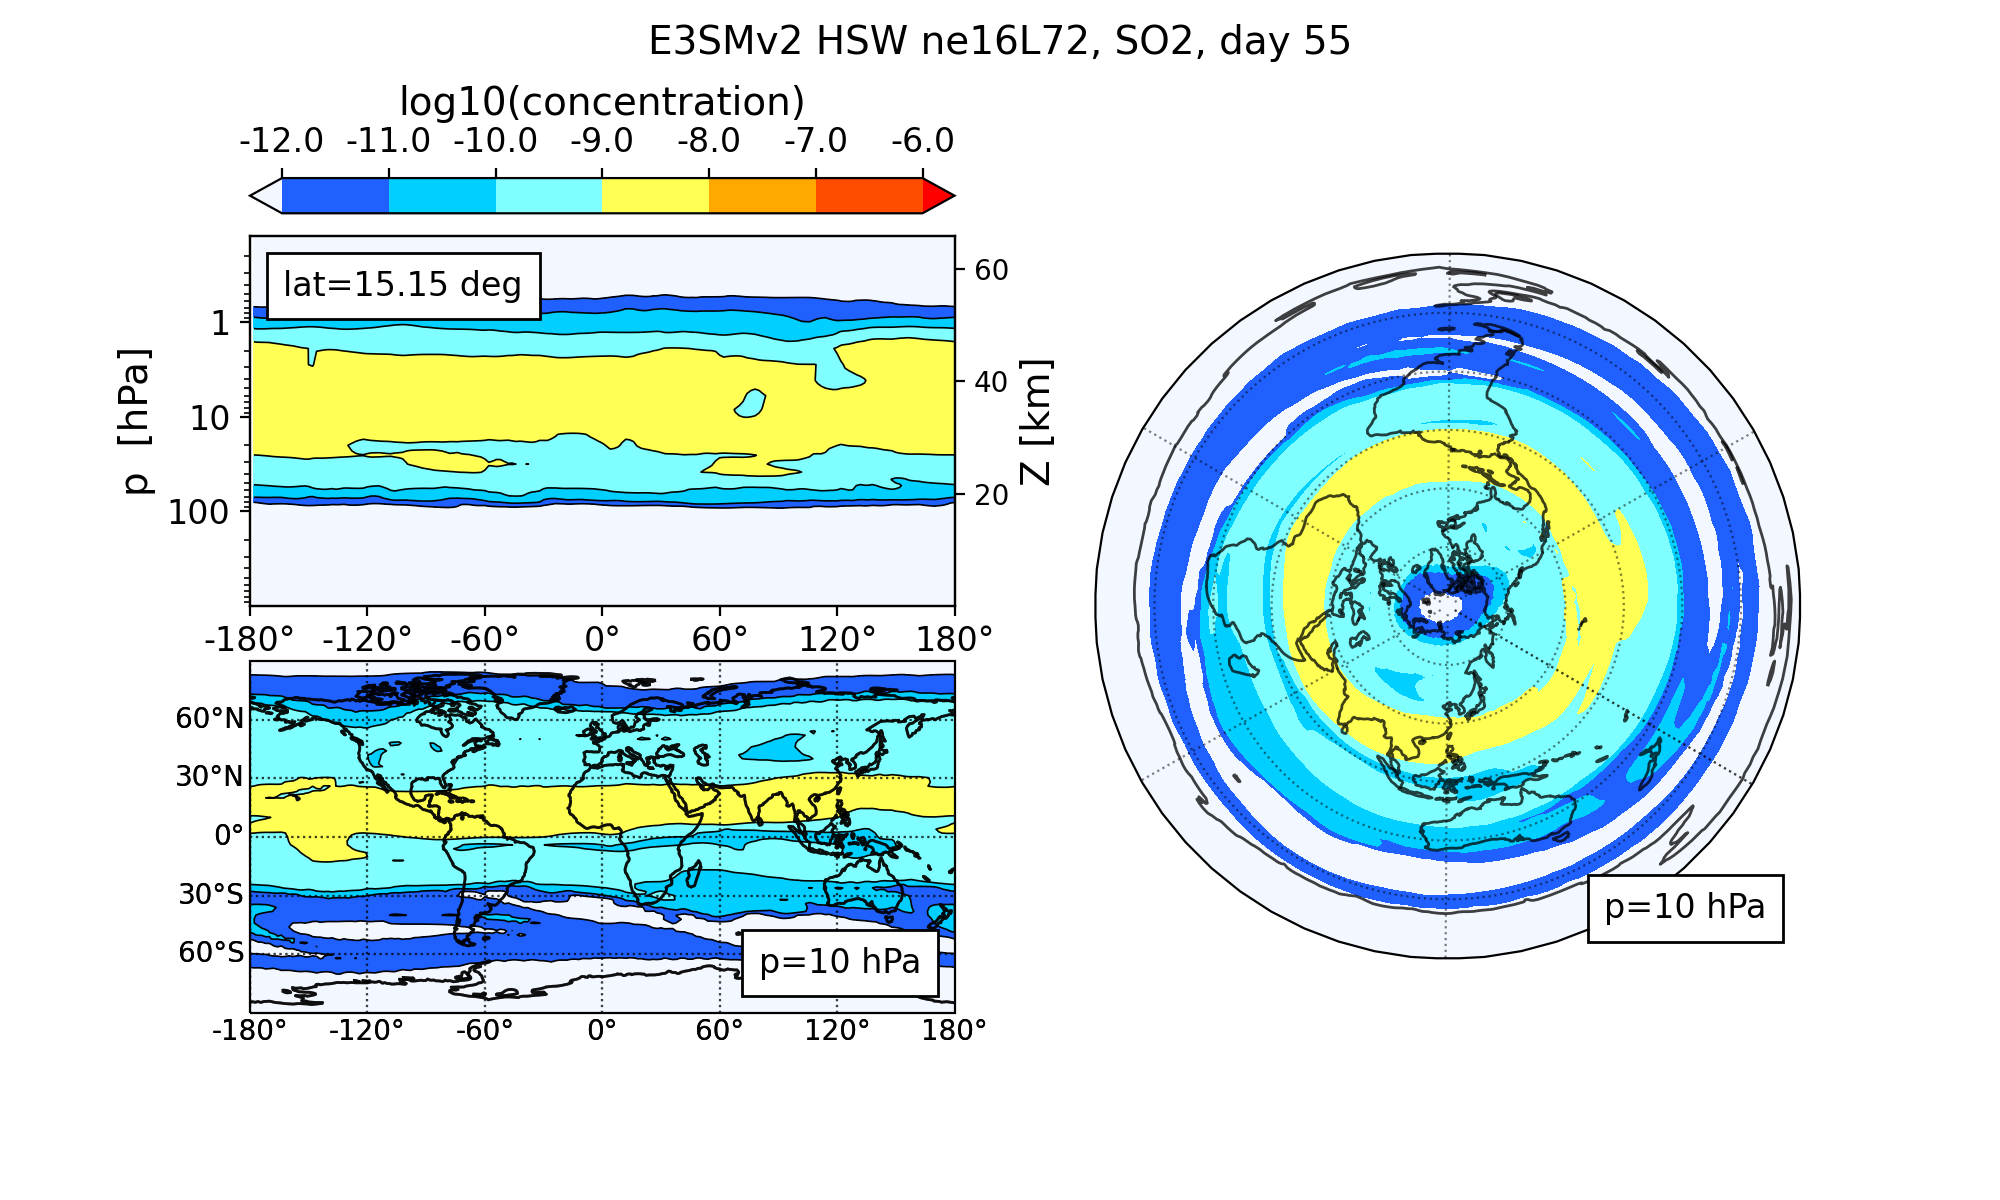 E3SMv2 HSW ne16L72, SO2, day 55
log10(concentration)
-12.0 -11.0 -10.0 -9.0 -8.0 -7.0 -6.0
lat=15.15 deg
p [hPa]
1
10
100
60
40
20
Z [km]
-180° -120° -60° 0° 60° 120° 180°
60°N
30°N
0°
30°S
60°S
p=10 hPa
-180° -120° -60° 0° 60° 120° 180°
p=10 hPa